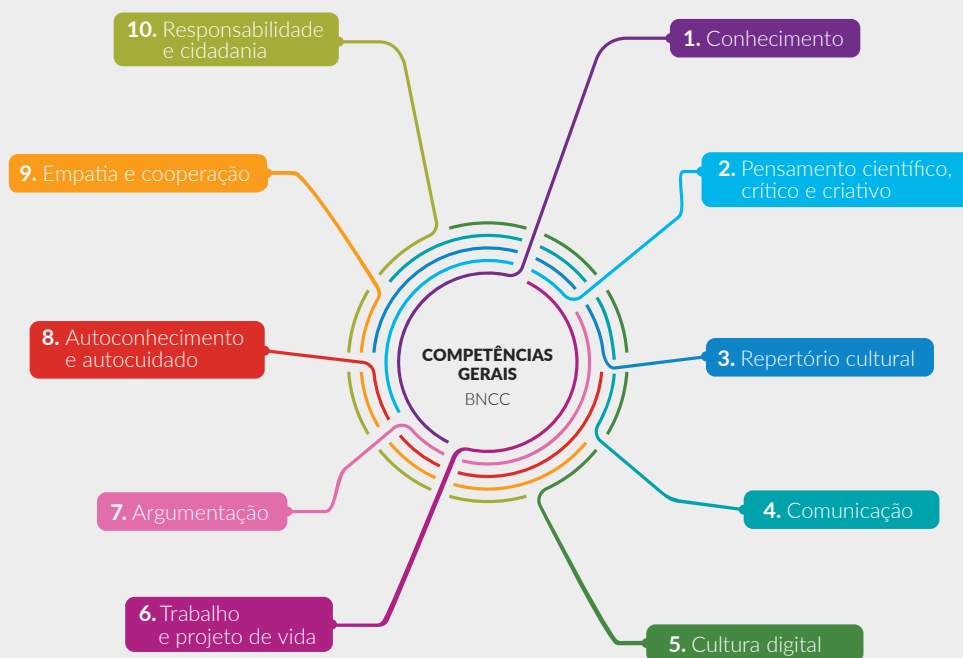 COMPETÊNCIAS
GERAIS
BNCC
1. Conhecimento
2. Pensamento científico,
crítico e criativo
3. Repertório cultural
4. Comunicação
5. Cultura digital
6. Trabalho
e projeto de vida
7. Argumentação
8. Autoconhecimento
e autocuidado
9. Empatia e cooperação
10. Responsabilidade
e cidadania